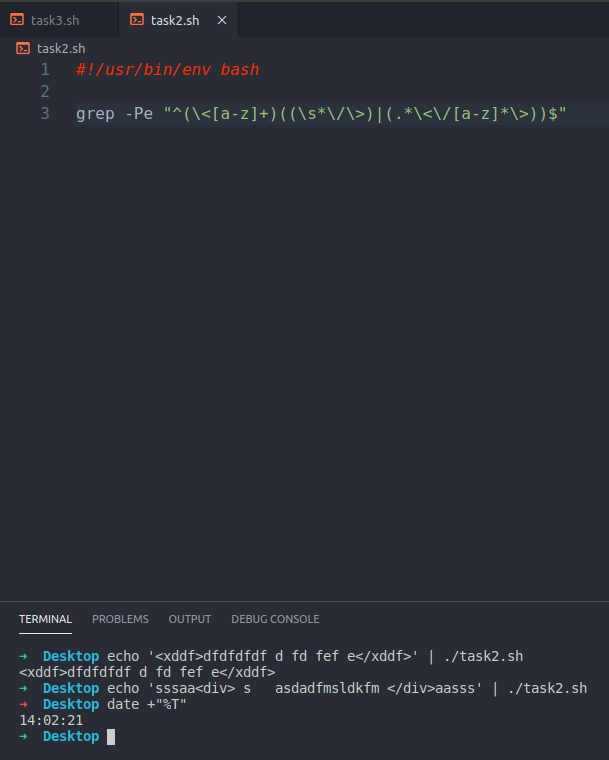 task3.sh task2.sh ×
task2.sh
1 #!/usr/bin/env bash
2
3 grep -Pe "^(\<[a-z]+)((\s*\/\>)|(.*\<\/[a-z]*\>))$"
TERMINAL PROBLEMS OUTPUT DEBUG CONSOLE
➜ Desktop echo '<xddf>dfdfdfdf d fd fef e</xddf>' | ./task2.sh
<xddf>dfdfdfdf d fd fef e</xddf>
➜ Desktop echo 'sssaa<div> s   asdadfmsldkfm </div>aasss' | ./task2.sh
➜ Desktop date +"%T"
14:02:21
➜ Desktop